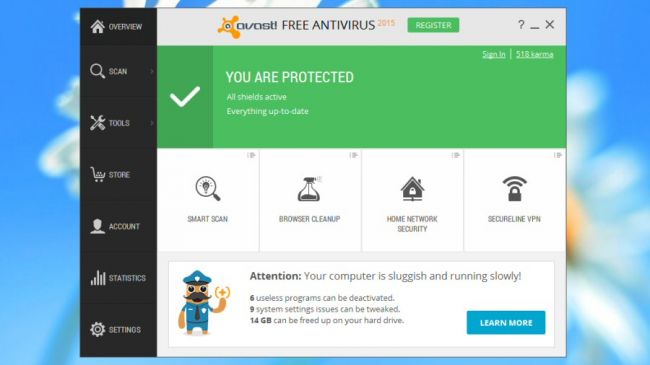 OVERVIEW
SCAN
TOOLS
STORE
ACCOUNT
STATISTICS
SETTINGS
avast! FREE ANTIVIRUS 2015 REGISTER ?
Sign In | 518 karma
YOU ARE PROTECTED
All shields active
Everything up-to-date
SMART SCAN
BROWSER CLEANUP
HOME NETWORK
SECURITY
SECURELINE VPN
Attention: Your computer is sluggish and running slowly!
6 useless programs can be deactivated.
9 system settings issues can be tweaked.
14 GB can be freed up on your hard drive.
LEARN MORE